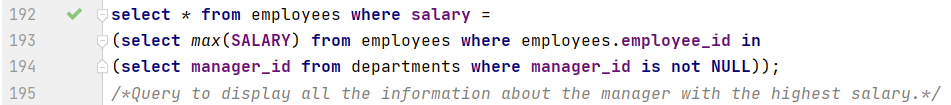 192 select * from employees where salary =
193 (select max(SALARY) from employees where employees.employee_id in
194 (select manager_id from departments where manager_id is not NULL));
195 /*Query to display all the information about the manager with the highest salary.*/